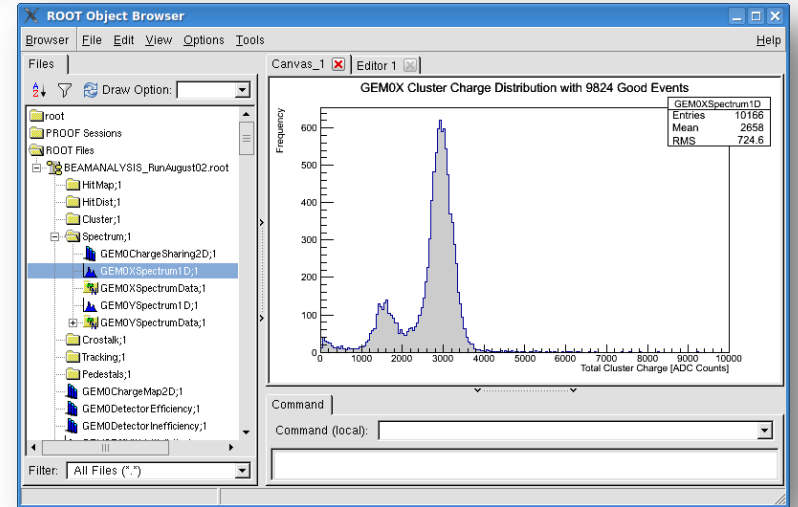 ROOT Object Browser
Browser File Edit View Options Tools Help
Files
Draw Option:
root
PROOF Sessions
ROOT Files
BEAMANALYSIS_RunAugust02.root
HitMap;1
HitDist;1
Cluster;1
Spectrum;1
GEM0ChargeSharing2D;1
GEM0XSpectrum1D;1
GEM0XSpectrumData;1
GEM0YSpectrum1D;1
GEM0YSpectrumData;1
Crostalk;1
Tracking;1
Pedestals;1
GEM0ChargeMap2D;1
GEM0DetectorEfficiency;1
GEM0DetectorInefficiency;1
Filter: All Files (*.*)
Canvas_1 Editor 1
GEM0X Cluster Charge Distribution with 9824 Good Events
GEM0XSpectrum1D
Entries 10166
Mean 2658
RMS 724.6
Frequency
600
500
400
300
200
100
0
0 1000 2000 3000 4000 5000 6000 7000 8000 9000 10000
Total Cluster Charge [ADC Counts]
Command
Command (local):